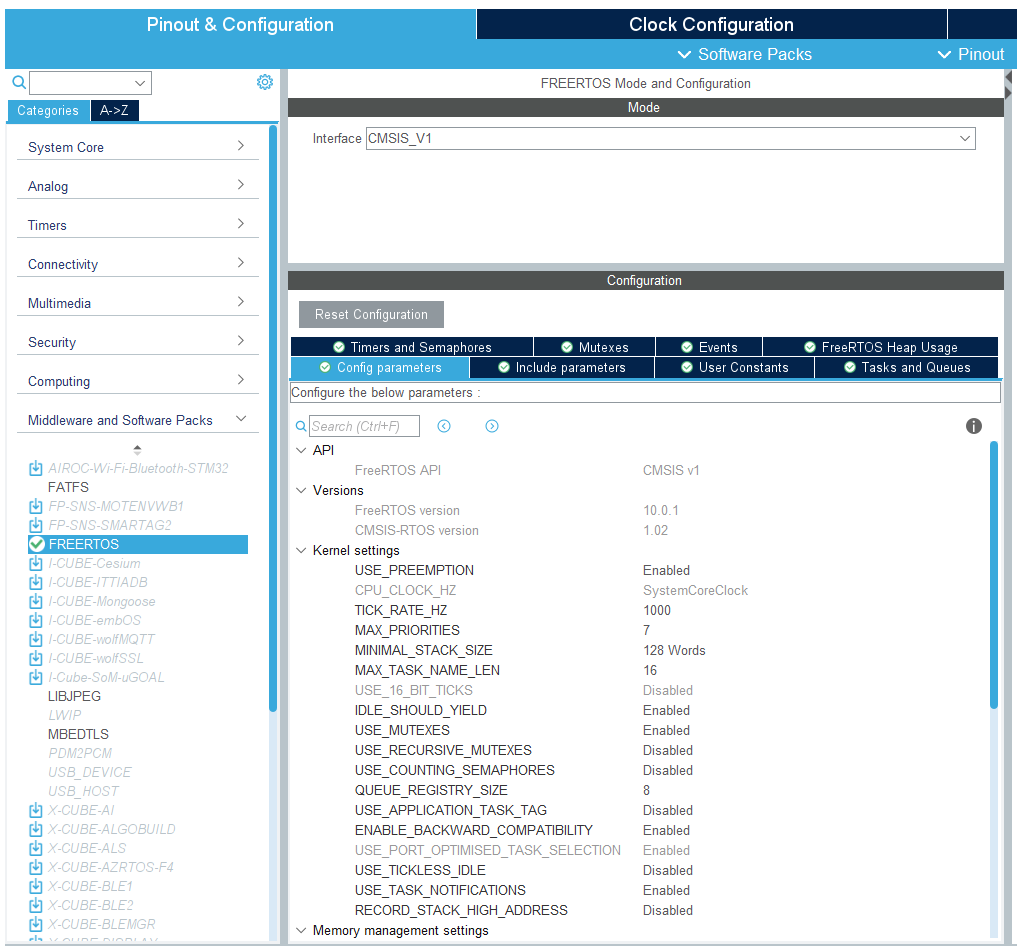 Pinout & Configuration
Clock Configuration
Software Packs
Pinout
Categories
A->Z
System Core
Analog
Timers
Connectivity
Multimedia
Security
Computing
Middleware and Software Packs
AIROC-Wi-Fi-Bluetooth-STM32
FATFS
FP-SNS-MOTENVWB1
FP-SNS-SMARTAG2
FREERTOS
I-CUBE-Cesium
I-CUBE-ITTIADB
I-CUBE-Mongoose
I-CUBE-embOS
I-CUBE-wolfMQTT
I-CUBE-wolfSSL
I-Cube-SoM-uGOAL
LIBJPEG
LWIP
MBEDTLS
PDM2PCM
USB_DEVICE
USB_HOST
X-CUBE-AI
X-CUBE-ALGOBUILD
X-CUBE-ALS
X-CUBE-AZRTOS-F4
X-CUBE-BLE1
X-CUBE-BLE2
X-CUBE-BLEMGR
X-CUBE-DISPLAY
FREERTOS Mode and Configuration
Mode
Interface CMSIS_V1
Configuration
Reset Configuration
Timers and Semaphores
Mutexes
Events
FreeRTOS Heap Usage
Config parameters
Include parameters
User Constants
Tasks and Queues
Configure the below parameters :
Search (Ctrl+F)
API
FreeRTOS API CMSIS v1
Versions
FreeRTOS version 10.0.1
CMSIS-RTOS version 1.02
Kernel settings
USE_PREEMPTION Enabled
CPU_CLOCK_HZ SystemCoreClock
TICK_RATE_HZ 1000
MAX_PRIORITIES 7
MINIMAL_STACK_SIZE 128 Words
MAX_TASK_NAME_LEN 16
USE_16_BIT_TICKS Disabled
IDLE_SHOULD_YIELD Enabled
USE_MUTEXES Enabled
USE_RECURSIVE_MUTEXES Disabled
USE_COUNTING_SEMAPHORES Disabled
QUEUE_REGISTRY_SIZE 8
USE_APPLICATION_TASK_TAG Disabled
ENABLE_BACKWARD_COMPATIBILITY Enabled
USE_PORT_OPTIMISED_TASK_SELECTION Enabled
USE_TICKLESS_IDLE Disabled
USE_TASK_NOTIFICATIONS Enabled
RECORD_STACK_HIGH_ADDRESS Disabled
Memory management settings